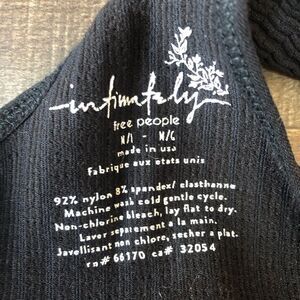 intimately
free people
M/L - M/G
made in usa
Fabrique aux etats unis
92% nylon 8% spandex/ elasthanne
Machine wash cold gentle cycle.
Non-chlorine bleach, lay flat to dry.
Laver separement a la main.
Javellisant non chlore, secher a plat.
rn# 66170 ca# 32054